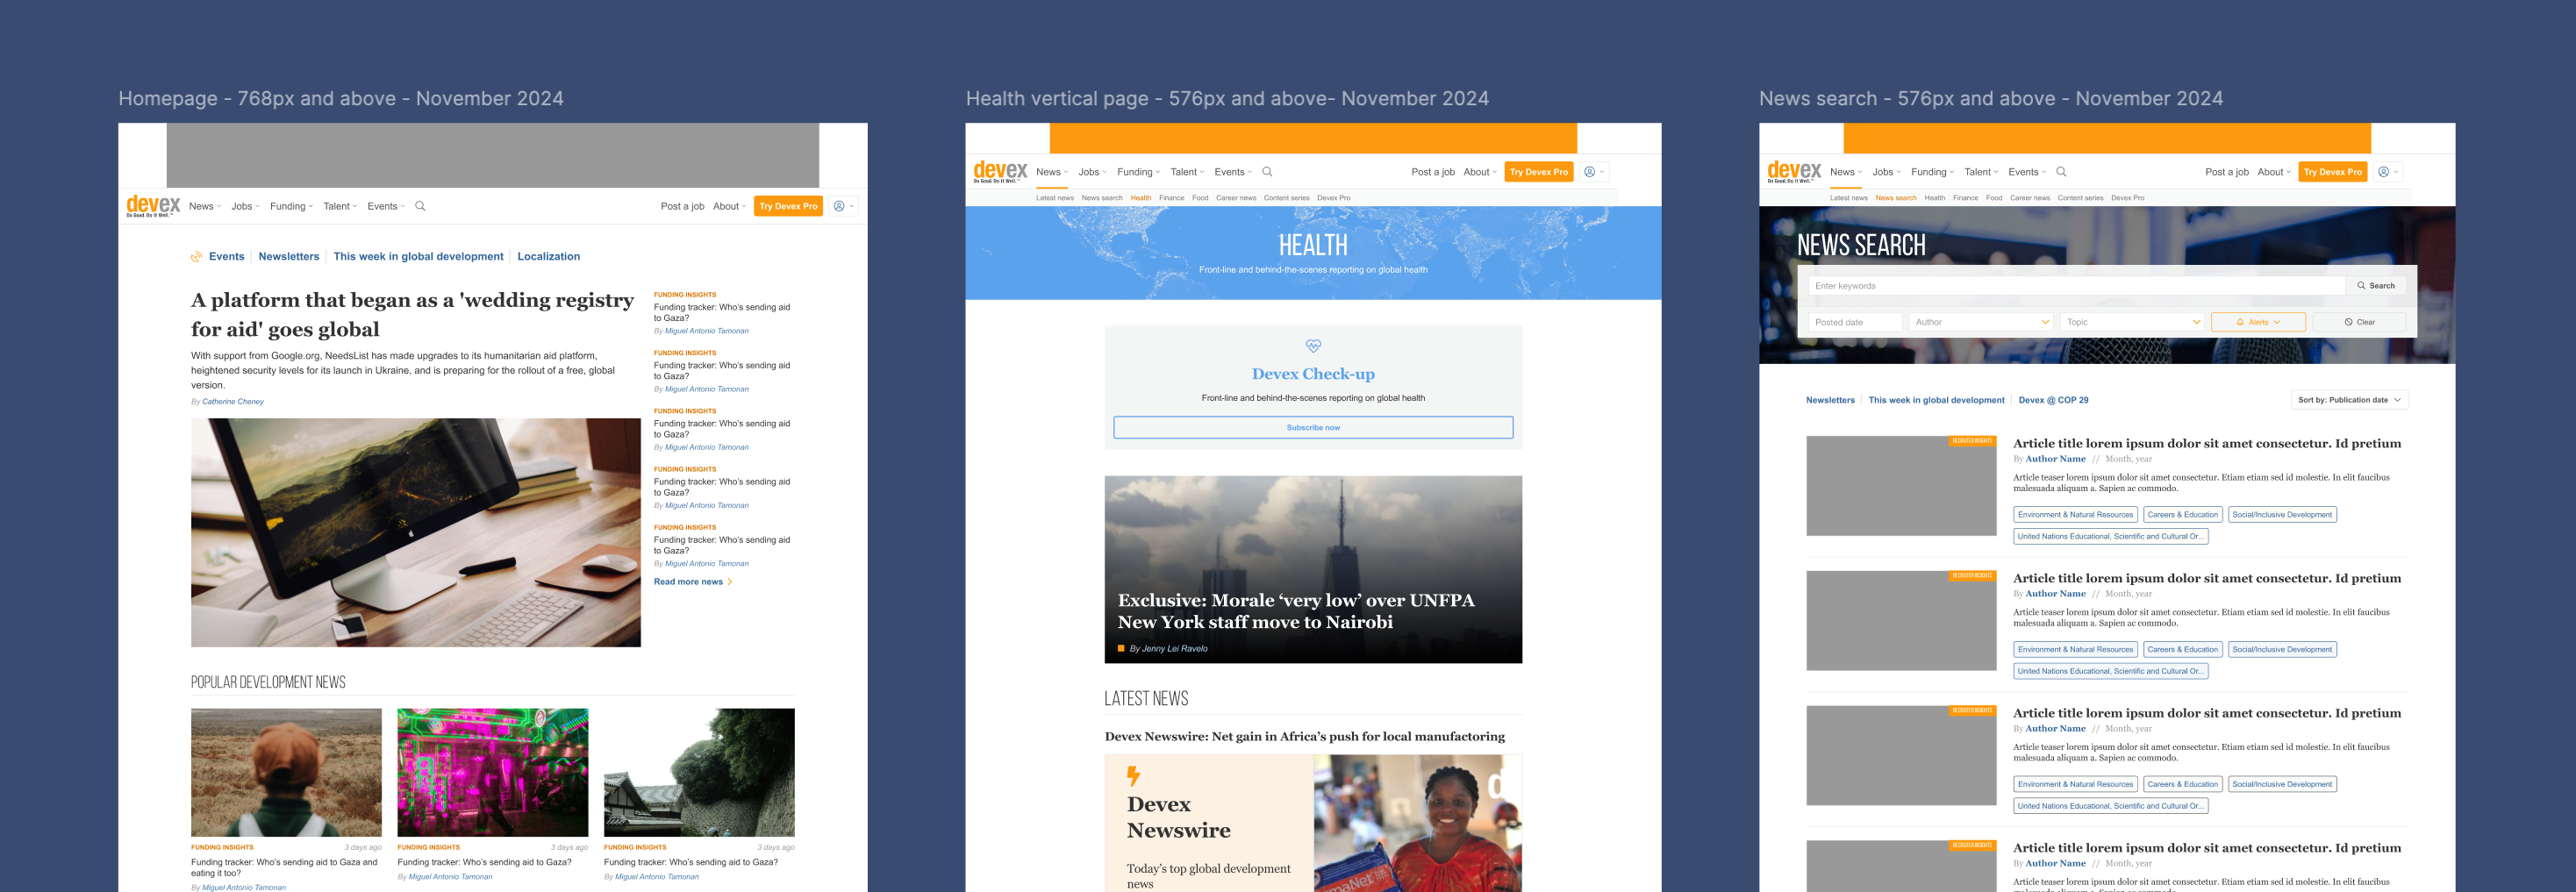 Homepage - 768px and above - November 2024
devex
Do Good. Do It Well.™
News
Jobs
Funding
Talent
Events
Post a job
About
Try Devex Pro
Events
Newsletters
This week in global development
Localization
A platform that began as a 'wedding registry
for aid' goes global
With support from Google.org, NeedsList has made upgrades to its humanitarian aid platform,
heightened security levels for its launch in Ukraine, and is preparing for the rollout of a free, global
version.
By Catherine Cheney
FUNDING INSIGHTS
Funding tracker: Who's sending aid
to Gaza?
By Miguel Antonio Tamonan
FUNDING INSIGHTS
Funding tracker: Who's sending aid
to Gaza?
By Miguel Antonio Tamonan
FUNDING INSIGHTS
Funding tracker: Who's sending aid
to Gaza?
By Miguel Antonio Tamonan
FUNDING INSIGHTS
Funding tracker: Who's sending aid
to Gaza?
By Miguel Antonio Tamonan
FUNDING INSIGHTS
Funding tracker: Who's sending aid
to Gaza?
By Miguel Antonio Tamonan
Read more news
POPULAR DEVELOPMENT NEWS
FUNDING INSIGHTS
3 days ago
Funding tracker: Who's sending aid to Gaza and
eating it too?
By Miguel Antonio Tamonan
FUNDING INSIGHTS
3 days ago
Funding tracker: Who's sending aid to Gaza?
By Miguel Antonio Tamonan
FUNDING INSIGHTS
3 days ago
Funding tracker: Who's sending aid to Gaza?
By Miguel Antonio Tamonan
Health vertical page - 576px and above- November 2024
devex
Do Good. Do It Well.™
News
Jobs
Funding
Talent
Events
Post a job
About
Try Devex Pro
Latest news
News search
Health
Finance
Food
Career news
Content series
Devex Pro
HEALTH
Front-line and behind-the-scenes reporting on global health
Devex Check-up
Front-line and behind-the-scenes reporting on global health
Subscribe now
Exclusive: Morale ‘very low’ over UNFPA
New York staff move to Nairobi
By Jenny Lei Ravelo
LATEST NEWS
Devex Newswire: Net gain in Africa’s push for local manufactoring
Devex
Newswire
Today’s top global development
news
d
maNet
News search - 576px and above - November 2024
devex
Do Good. Do It Well.™
News
Jobs
Funding
Talent
Events
Post a job
About
Try Devex Pro
Latest news
News search
Health
Finance
Food
Career news
Content series
Devex Pro
NEWS SEARCH
Enter keywords
Search
Posted date
Author
Topic
Alerts
Clear
Newsletters
This week in global development
Devex @ COP 29
Sort by: Publication date
RECRUITER INSIGHTS
Article title lorem ipsum dolor sit amet consectetur. Id pretium
By Author Name // Month, year
Article teaser lorem ipsum dolor sit amet consectetur. Etiam etiam sed id molestie. In elit faucibus
malesuada aliquam a. Sapien ac commodo.
Environment & Natural Resources
Careers & Education
Social/Inclusive Development
United Nations Educational, Scientific and Cultural Or...
RECRUITER INSIGHTS
Article title lorem ipsum dolor sit amet consectetur. Id pretium
By Author Name // Month, year
Article teaser lorem ipsum dolor sit amet consectetur. Etiam etiam sed id molestie. In elit faucibus
malesuada aliquam a. Sapien ac commodo.
Environment & Natural Resources
Careers & Education
Social/Inclusive Development
United Nations Educational, Scientific and Cultural Or...
RECRUITER INSIGHTS
Article title lorem ipsum dolor sit amet consectetur. Id pretium
By Author Name // Month, year
Article teaser lorem ipsum dolor sit amet consectetur. Etiam etiam sed id molestie. In elit faucibus
malesuada aliquam a. Sapien ac commodo.
Environment & Natural Resources
Careers & Education
Social/Inclusive Development
United Nations Educational, Scientific and Cultural Or...
RECRUITER INSIGHTS
Article title lorem ipsum dolor sit amet consectetur. Id pretium
By Author Name // Month, year
Article teaser lorem ipsum dolor sit amet consectetur. Etiam etiam sed id molestie. In elit faucibus